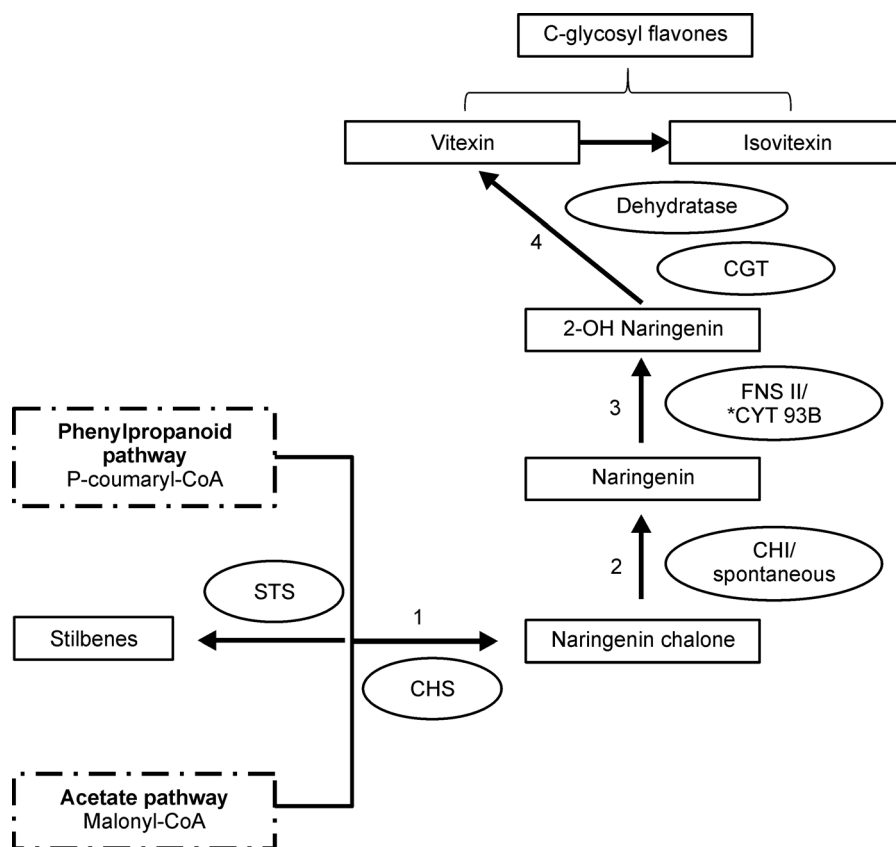 C-glycosyl flavones
Vitexin
Isovitexin
Dehydratase
4
CGT
2-OH Naringenin
3
FNS II/
*CYT 93B
Phenylpropanoid
pathway
P-coumaryl-CoA
Naringenin
2
CHI/
spontaneous
STS
1
Stilbenes
Naringenin chalone
CHS
Acetate pathway
Malonyl-CoA